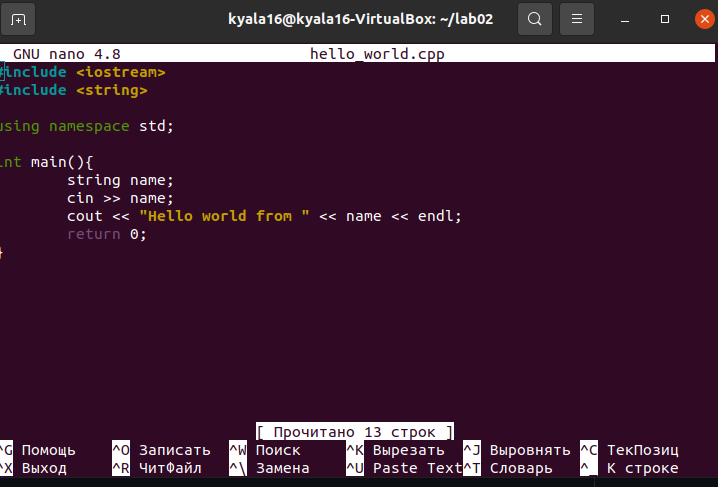 kyala16@kyala16-VirtualBox: ~/lab02
GNU nano 4.8 hello_world.cpp
#include <iostream>
#include <string>
using namespace std;
int main(){
string name;
cin >> name;
cout << "Hello world from " << name << endl;
return 0;
}
[ Прочитано 13 строк ]
^G Помощь ^O Записать ^W Поиск ^K Вырезать ^J Выровнять ^C ТекПозиц
^X Выход ^R ЧитФайл ^\ Замена ^U Paste Text ^T Словарь ^_ К строке